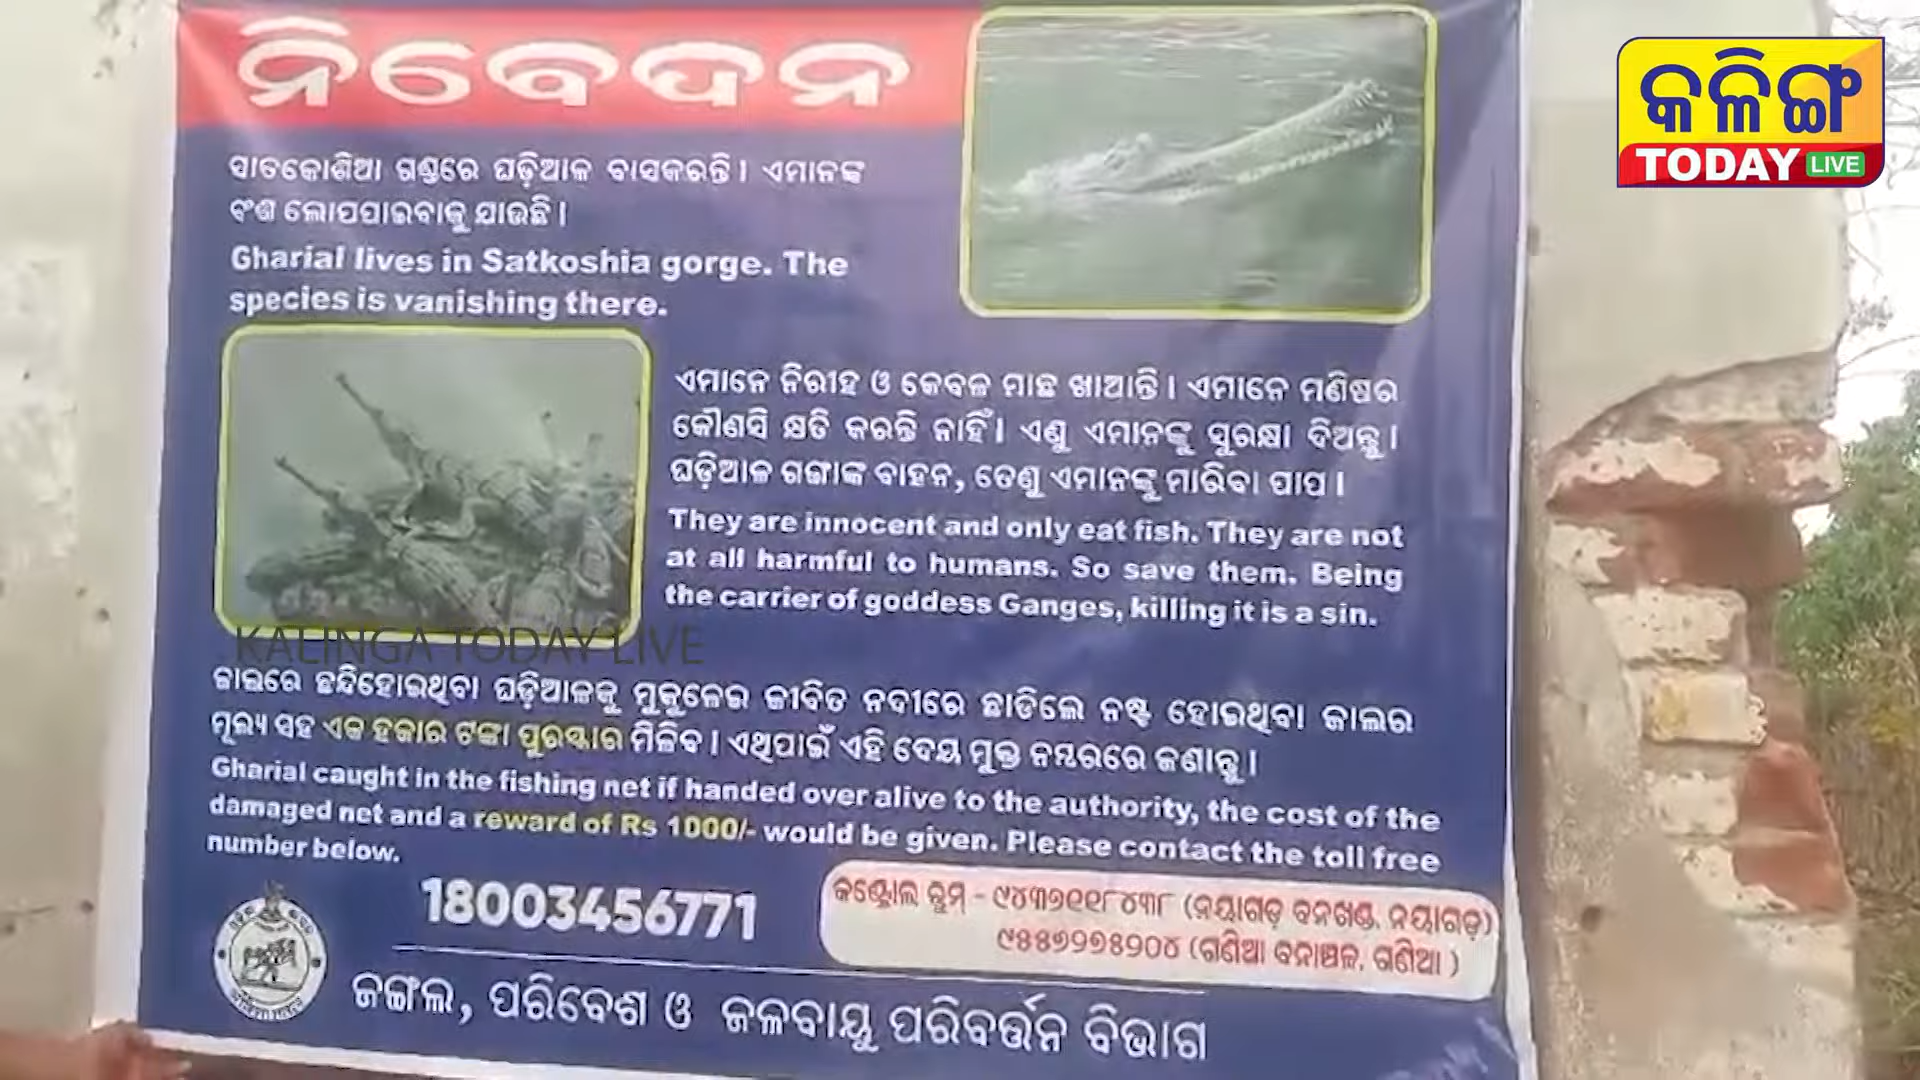 ନିବେଦନ
କଳିଙ୍ଗ
TODAY LIVE
ସାତକୋଶିଆ ଗଣ୍ଡରେ ଘଡ଼ିଆଳ ବାସକରନ୍ତି । ଏମାନଙ୍କ
ବଂଶ ଲୋପପାଇବାକୁ ଯାଉଛି ।
Gharial lives in Satkoshia gorge. The
species is vanishing there.
ଏମାନେ ନିରୀହ ଓ କେବଳ ମାଛ ଖାଆନ୍ତି । ଏମାନେ ମଣିଷର
କୌଣସି କ୍ଷତି କରନ୍ତି ନାହିଁ । ଏଣୁ ଏମାନଙ୍କୁ ସୁରକ୍ଷା ଦିଅନ୍ତୁ ।
ଘଡ଼ିଆଳ ଗଙ୍ଗାଙ୍କ ବାହନ, ତେଣୁ ଏମାନଙ୍କୁ ମାରିବା ପାପ ।
They are innocent and only eat fish. They are not
at all harmful to humans. So save them. Being
the carrier of goddess Ganges, killing it is a sin.
KALINGA TODAY LIVE
ଜାଲରେ ଛନ୍ଦିହୋଇଥିବା ଘଡ଼ିଆଳକୁ ମୁକୁଳେଇ ଜୀବିତ ନଦୀରେ ଛାଡିଲେ ନଷ୍ଟ ହୋଇଥିବା ଜାଲର
ମୂଲ୍ୟ ସହ ଏକ ହଜାର ଟଙ୍କା ପୁରସ୍କାର ମିଳିବ । ଏଥିପାଇଁ ଏହି ଦେୟ ମୁକ୍ତ ନମ୍ବରରେ ଜଣାନ୍ତୁ ।
Gharial caught in the fishing net if handed over alive to the authority, the cost of the
damaged net and a reward of Rs 1000/- would be given. Please contact the toll free
number below.
18003456771
କଣ୍ଟ୍ରୋଲ ରୁମ୍ - ୯୪୩୭୧୧୮୪୩୮ (ନୟାଗଡ଼ ବନଖଣ୍ଡ, ନୟାଗଡ଼)
୯୫୫୭୨୭୫୨୦୪ (ଗଣିଆ ବନାଞ୍ଚଳ, ଗଣିଆ )
ଜଙ୍ଗଲ, ପରିବେଶ ଓ ଜଳବାୟୁ ପରିବର୍ତ୍ତନ ବିଭାଗ